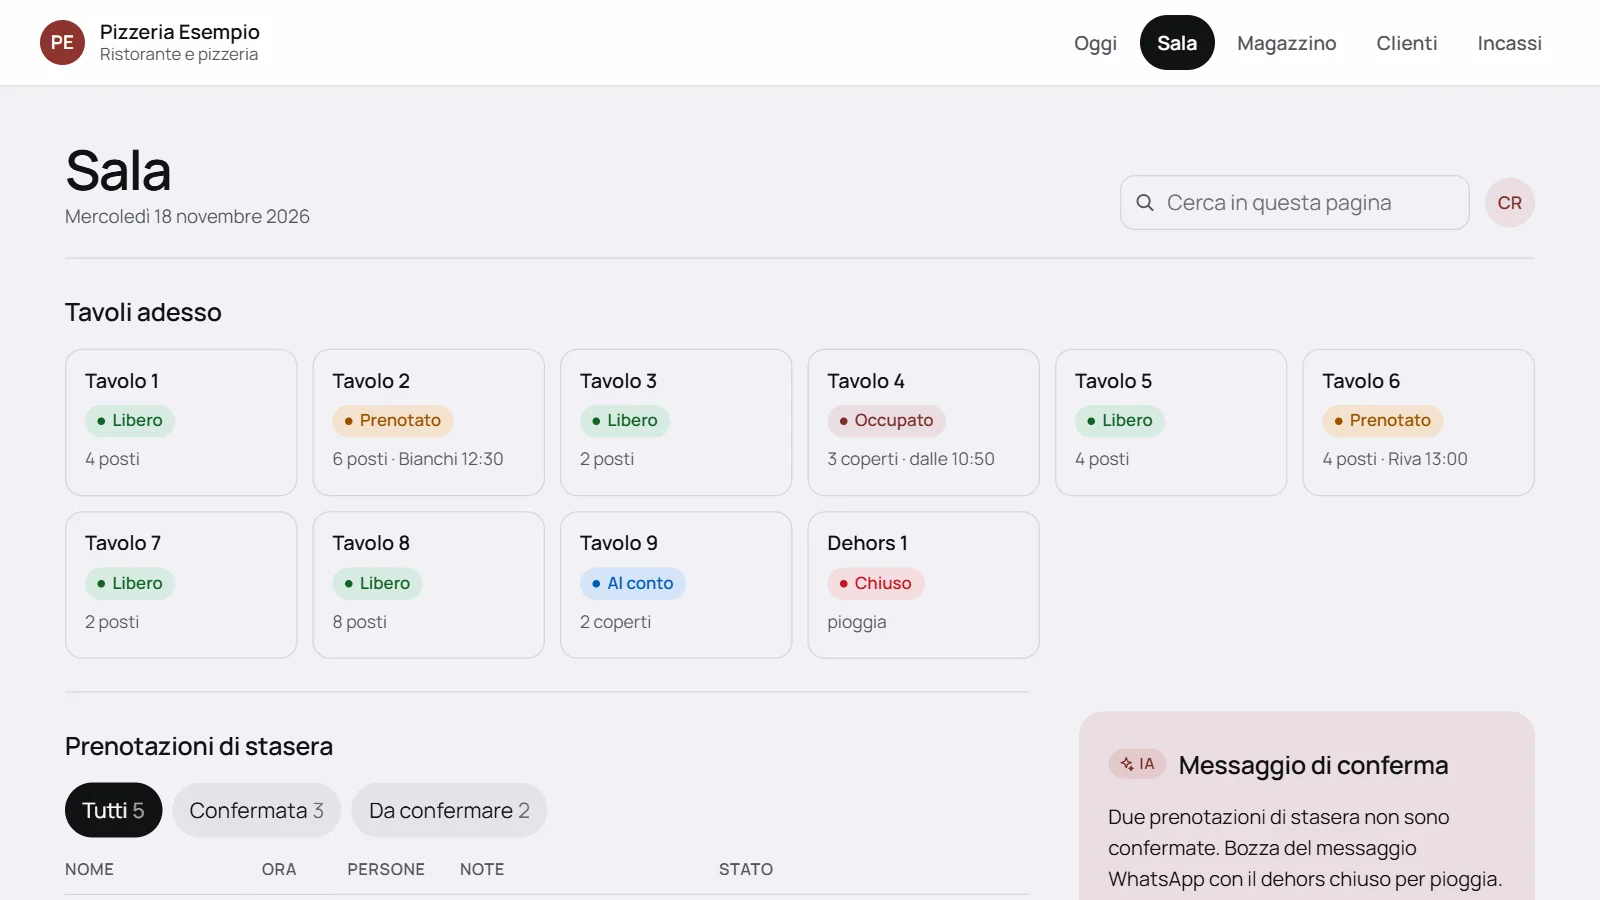 PE
Pizzeria Esempio
Ristorante e pizzeria
Oggi
Sala
Magazzino
Clienti
Incassi
Sala
Mercoledì 18 novembre 2026
Cerca in questa pagina
CR
Tavoli adesso
Tavolo 1
Libero
4 posti
Tavolo 2
Prenotato
6 posti · Bianchi 12:30
Tavolo 3
Libero
2 posti
Tavolo 4
Occupato
3 coperti · dalle 10:50
Tavolo 5
Libero
4 posti
Tavolo 6
Prenotato
4 posti · Riva 13:00
Tavolo 7
Libero
2 posti
Tavolo 8
Libero
8 posti
Tavolo 9
Al conto
2 coperti
Dehors 1
Chiuso
pioggia
Prenotazioni di stasera
Tutti 5
Confermata 3
Da confermare 2
NOME ORA PERSONE NOTE STATO
IA
Messaggio di conferma
Due prenotazioni di stasera non sono
confermate. Bozza del messaggio
WhatsApp con il dehors chiuso per pioggia.